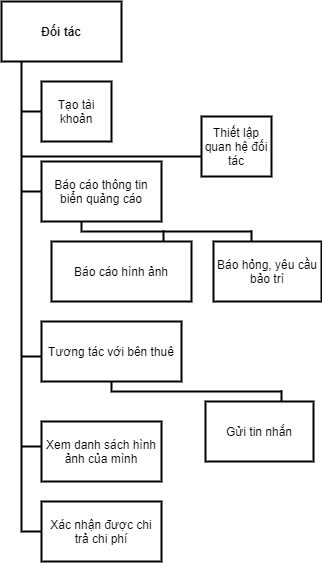 Đối tác
Tạo tài
khoản
Thiết lập
quan hệ đối
tác
Báo cáo thông tin
biển quảng cáo
Báo cáo hình ảnh
Báo hỏng, yêu cầu
bảo trì
Tương tác với bên thuê
Gửi tin nhắn
Xem danh sách hình
ảnh của mình
Xác nhận được chi
trả chi phí